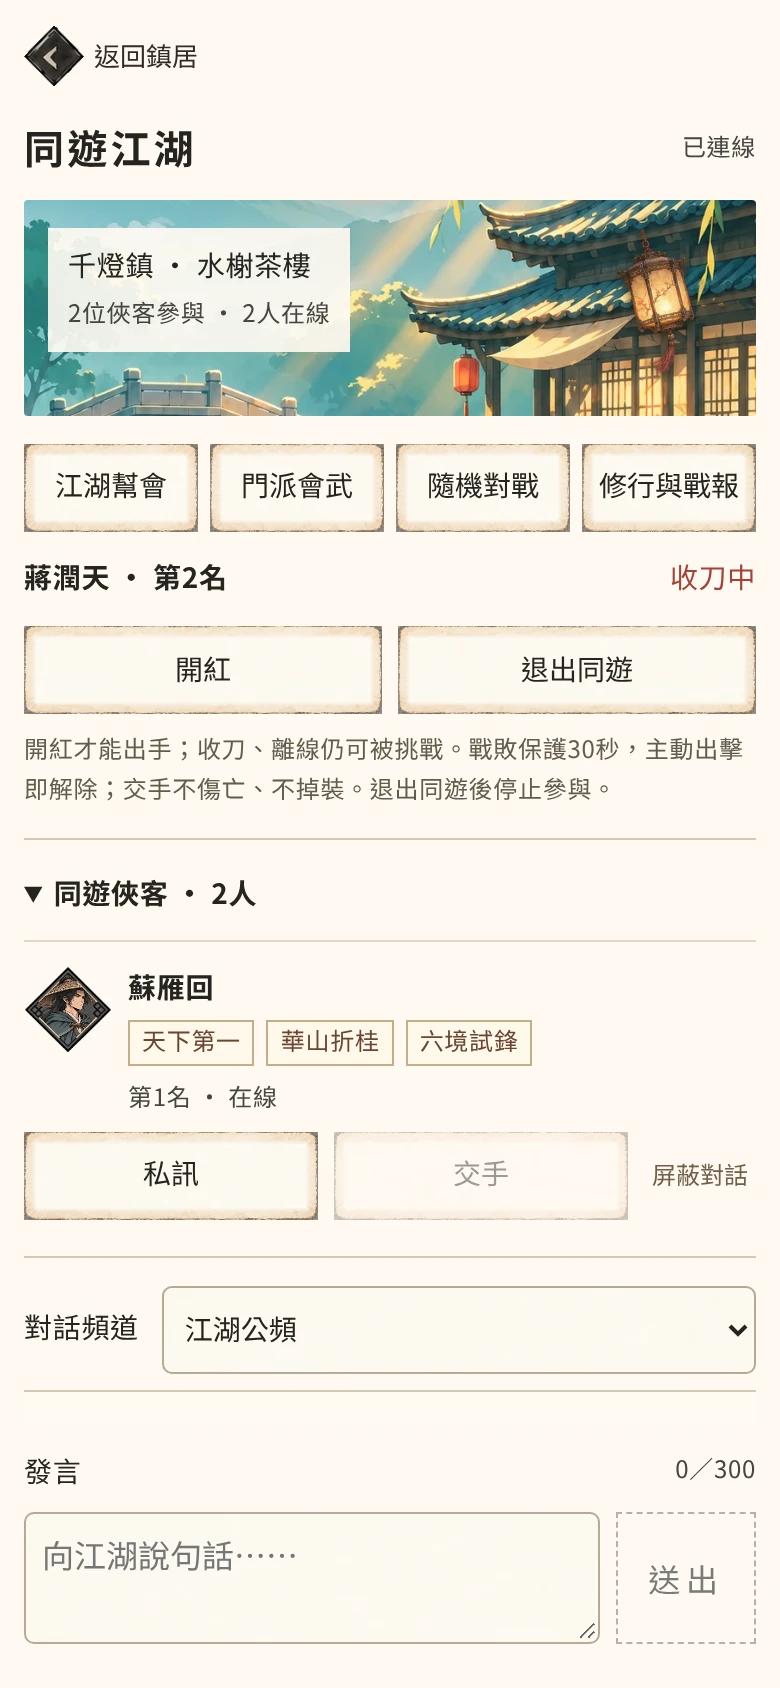 返回鎮居
同遊江湖
已連線
千燈鎮 · 水榭茶樓
2位俠客參與 · 2人在線
江湖幫會
門派會武
隨機對戰
修行與戰報
蔣潤天 · 第2名
收刀中
開紅
退出同遊
開紅才能出手；收刀、離線仍可被挑戰。戰敗保護30秒，主動出擊
即解除；交手不傷亡、不掉裝。退出同遊後停止參與。
▼ 同遊俠客 · 2人
蘇雁回
天下第一
華山折桂
六境試鋒
第1名 · 在線
私訊
交手
屏蔽對話
對話頻道
江湖公頻
發言
0／300
向江湖說句話⋯⋯
送出